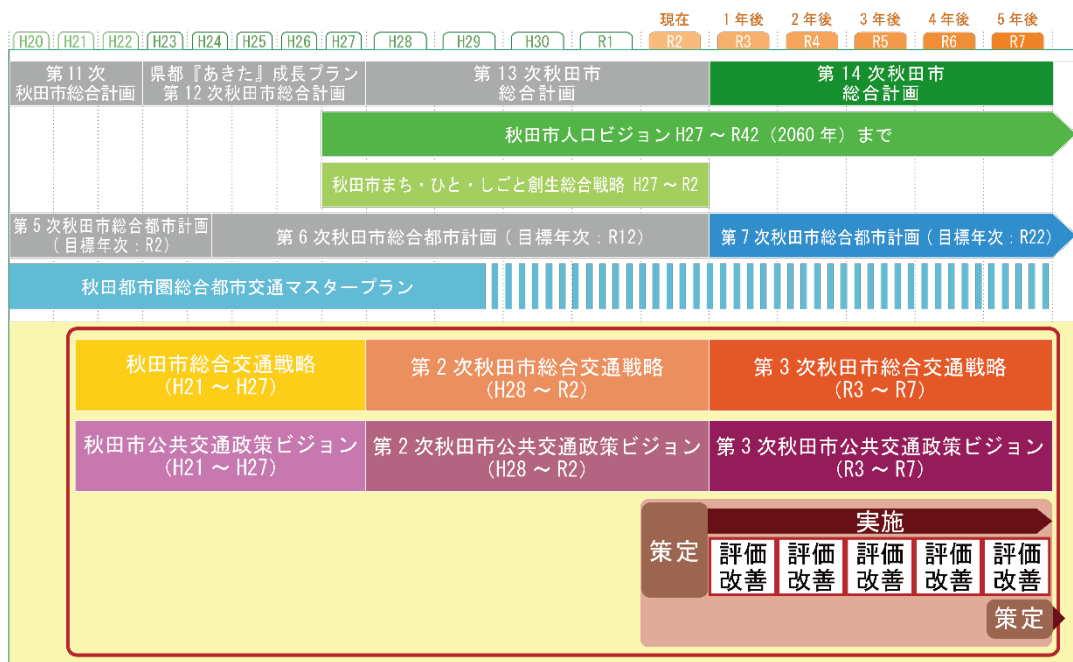 現在 1年後 2年後 3年後 4年後 5年後
H20 H21 H22 H23 H24 H25 H26 H27 H28 H29 H30 R1 R2 R3 R4 R5 R6 R7
第11次
秋田市総合計画
県都『あきた』成長プラン
第12次秋田市総合計画
第13次秋田市
総合計画
第14次秋田市
総合計画
秋田市人口ビジョン H27～R42（2060年）まで
秋田市まち・ひと・しごと創生総合戦略 H27～R2
第5次秋田市総合都市計画
（目標年次：R2）
第6次秋田市総合都市計画（目標年次：R12）
第7次秋田市総合都市計画（目標年次：R22）
秋田都市圏総合都市交通マスタープラン
秋田市総合交通戦略
（H21～H27）
第2次秋田市総合交通戦略
（H28～R2）
第3次秋田市総合交通戦略
（R3～R7）
秋田市公共交通政策ビジョン
（H21～H27）
第2次秋田市公共交通政策ビジョン
（H28～R2）
第3次秋田市公共交通政策ビジョン
（R3～R7）
策定
実施
評価
改善
評価
改善
評価
改善
評価
改善
評価
改善
策定